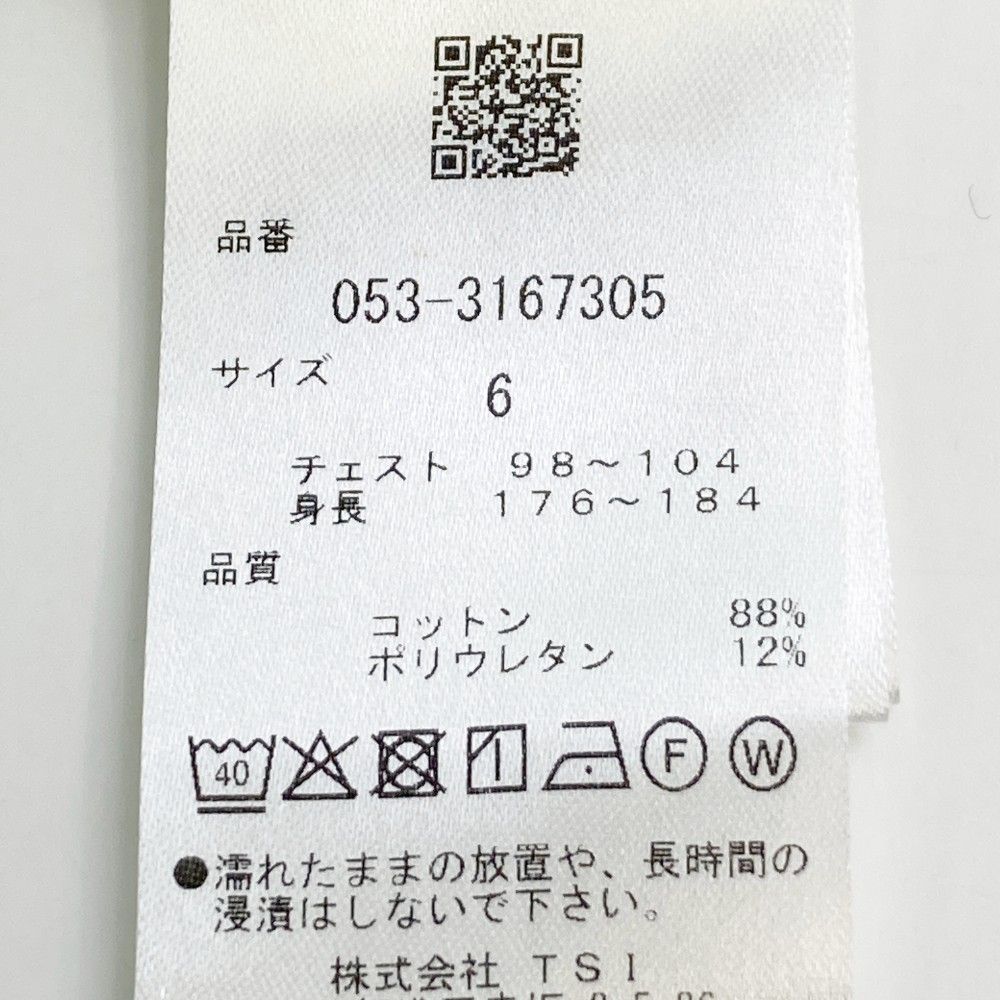 品番
053-3167305
サイズ
6
チェスト 98～104
身長 176～184
品質
コットン 88%
ポリウレタン 12%
40
F
W
●濡れたままの放置や、長時間の
浸漬はしないで下さい。
株式会社 TSI